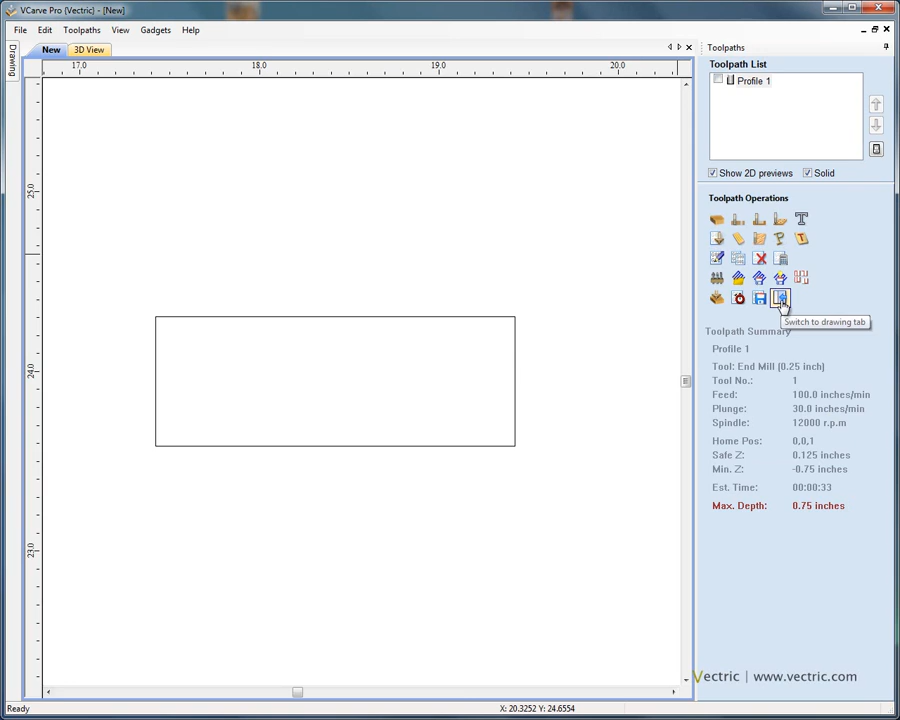 VCarve Pro {Vectric} - [New]
File Edit Toolpaths View Gadgets Help
Drawing
New 3D View
17.0 18.0 19.0 20.0
25.0
24.0
23.0
Toolpaths
Toolpath List
Profile 1
Show 2D previews Solid
Toolpath Operations
T
T
Switch to drawing tab
Toolpath Summary
Profile 1
Tool: End Mill (0.25 inch)
Tool No.: 1
Feed: 100.0 inches/min
Plunge: 30.0 inches/min
Spindle: 12000 r.p.m
Home Pos: 0,0,1
Safe Z: 0.125 inches
Min. Z: -0.75 inches
Est. Time: 00:00:33
Max. Depth: 0.75 inches
Vectric | www.vectric.com
Ready X: 20.3252 Y: 24.6554